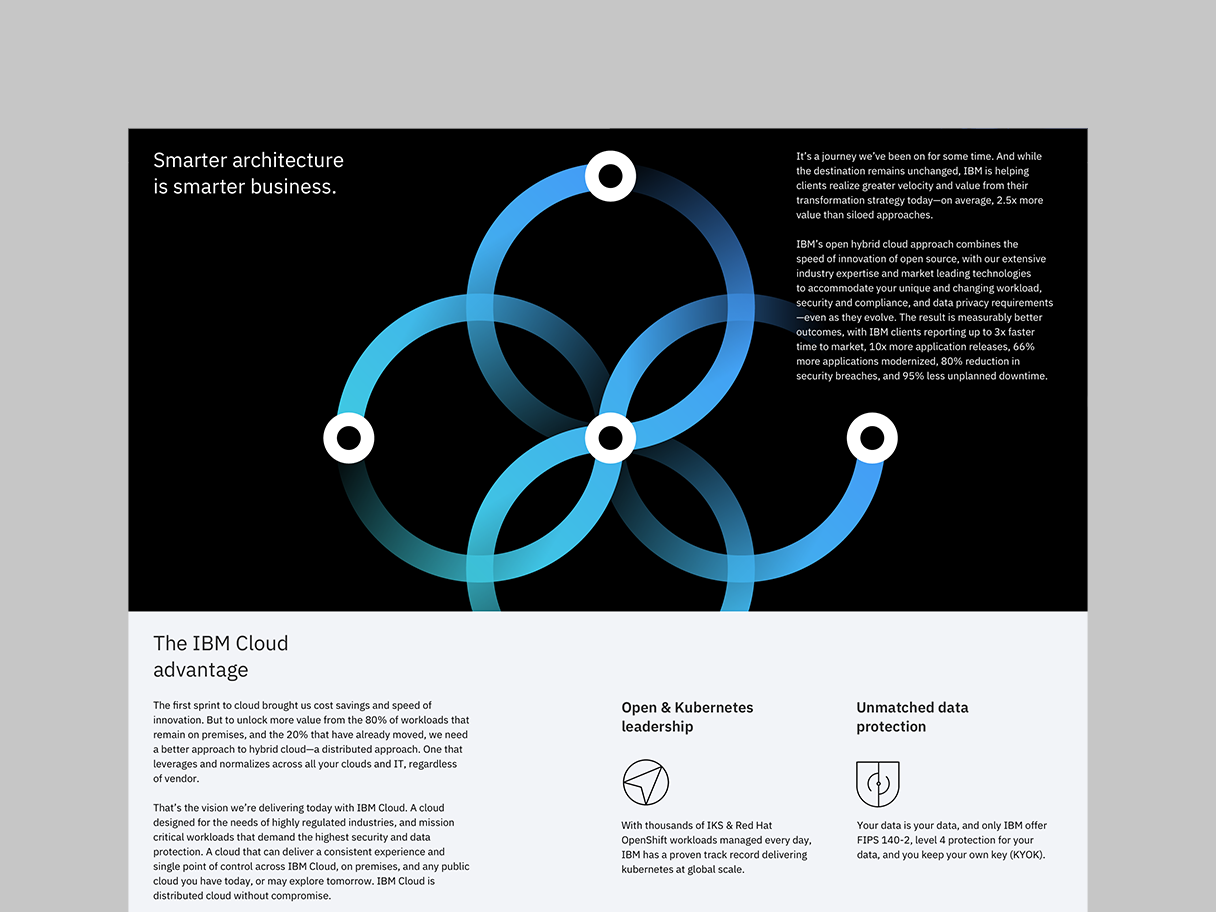 Smarter architecture
is smarter business.
It’s a journey we’ve been on for some time. And while
the destination remains unchanged, IBM is helping
clients realize greater velocity and value from their
transformation strategy today—on average, 2.5x more
value than siloed approaches.
IBM’s open hybrid cloud approach combines the
speed of innovation of open source, with our extensive
industry expertise and market leading technologies
to accommodate your unique and changing workload,
security and compliance, and data privacy requirements
—even as they evolve. The result is measurably better
outcomes, with IBM clients reporting up to 3x faster
time to market, 10x more application releases, 66%
more applications modernized, 80% reduction in
security breaches, and 95% less unplanned downtime.
The IBM Cloud
advantage
The first sprint to cloud brought us cost savings and speed of
innovation. But to unlock more value from the 80% of workloads that
remain on premises, and the 20% that have already moved, we need
a better approach to hybrid cloud—a distributed approach. One that
leverages and normalizes across all your clouds and IT, regardless
of vendor.
That’s the vision we’re delivering today with IBM Cloud. A cloud
designed for the needs of highly regulated industries, and mission
critical workloads that demand the highest security and data
protection. A cloud that can deliver a consistent experience and
single point of control across IBM Cloud, on premises, and any public
cloud you have today, or may explore tomorrow. IBM Cloud is
distributed cloud without compromise.
Open & Kubernetes
leadership
With thousands of IKS & Red Hat
OpenShift workloads managed every day,
IBM has a proven track record delivering
kubernetes at global scale.
Unmatched data
protection
Your data is your data, and only IBM offer
FIPS 140-2, level 4 protection for your
data, and you keep your own key (KYOK).